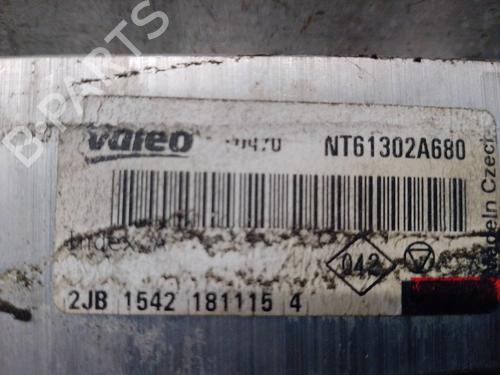 B-PARTS
Valeo NT61302A680
Index
042
2JB 1542 181115 4
Made In Czech